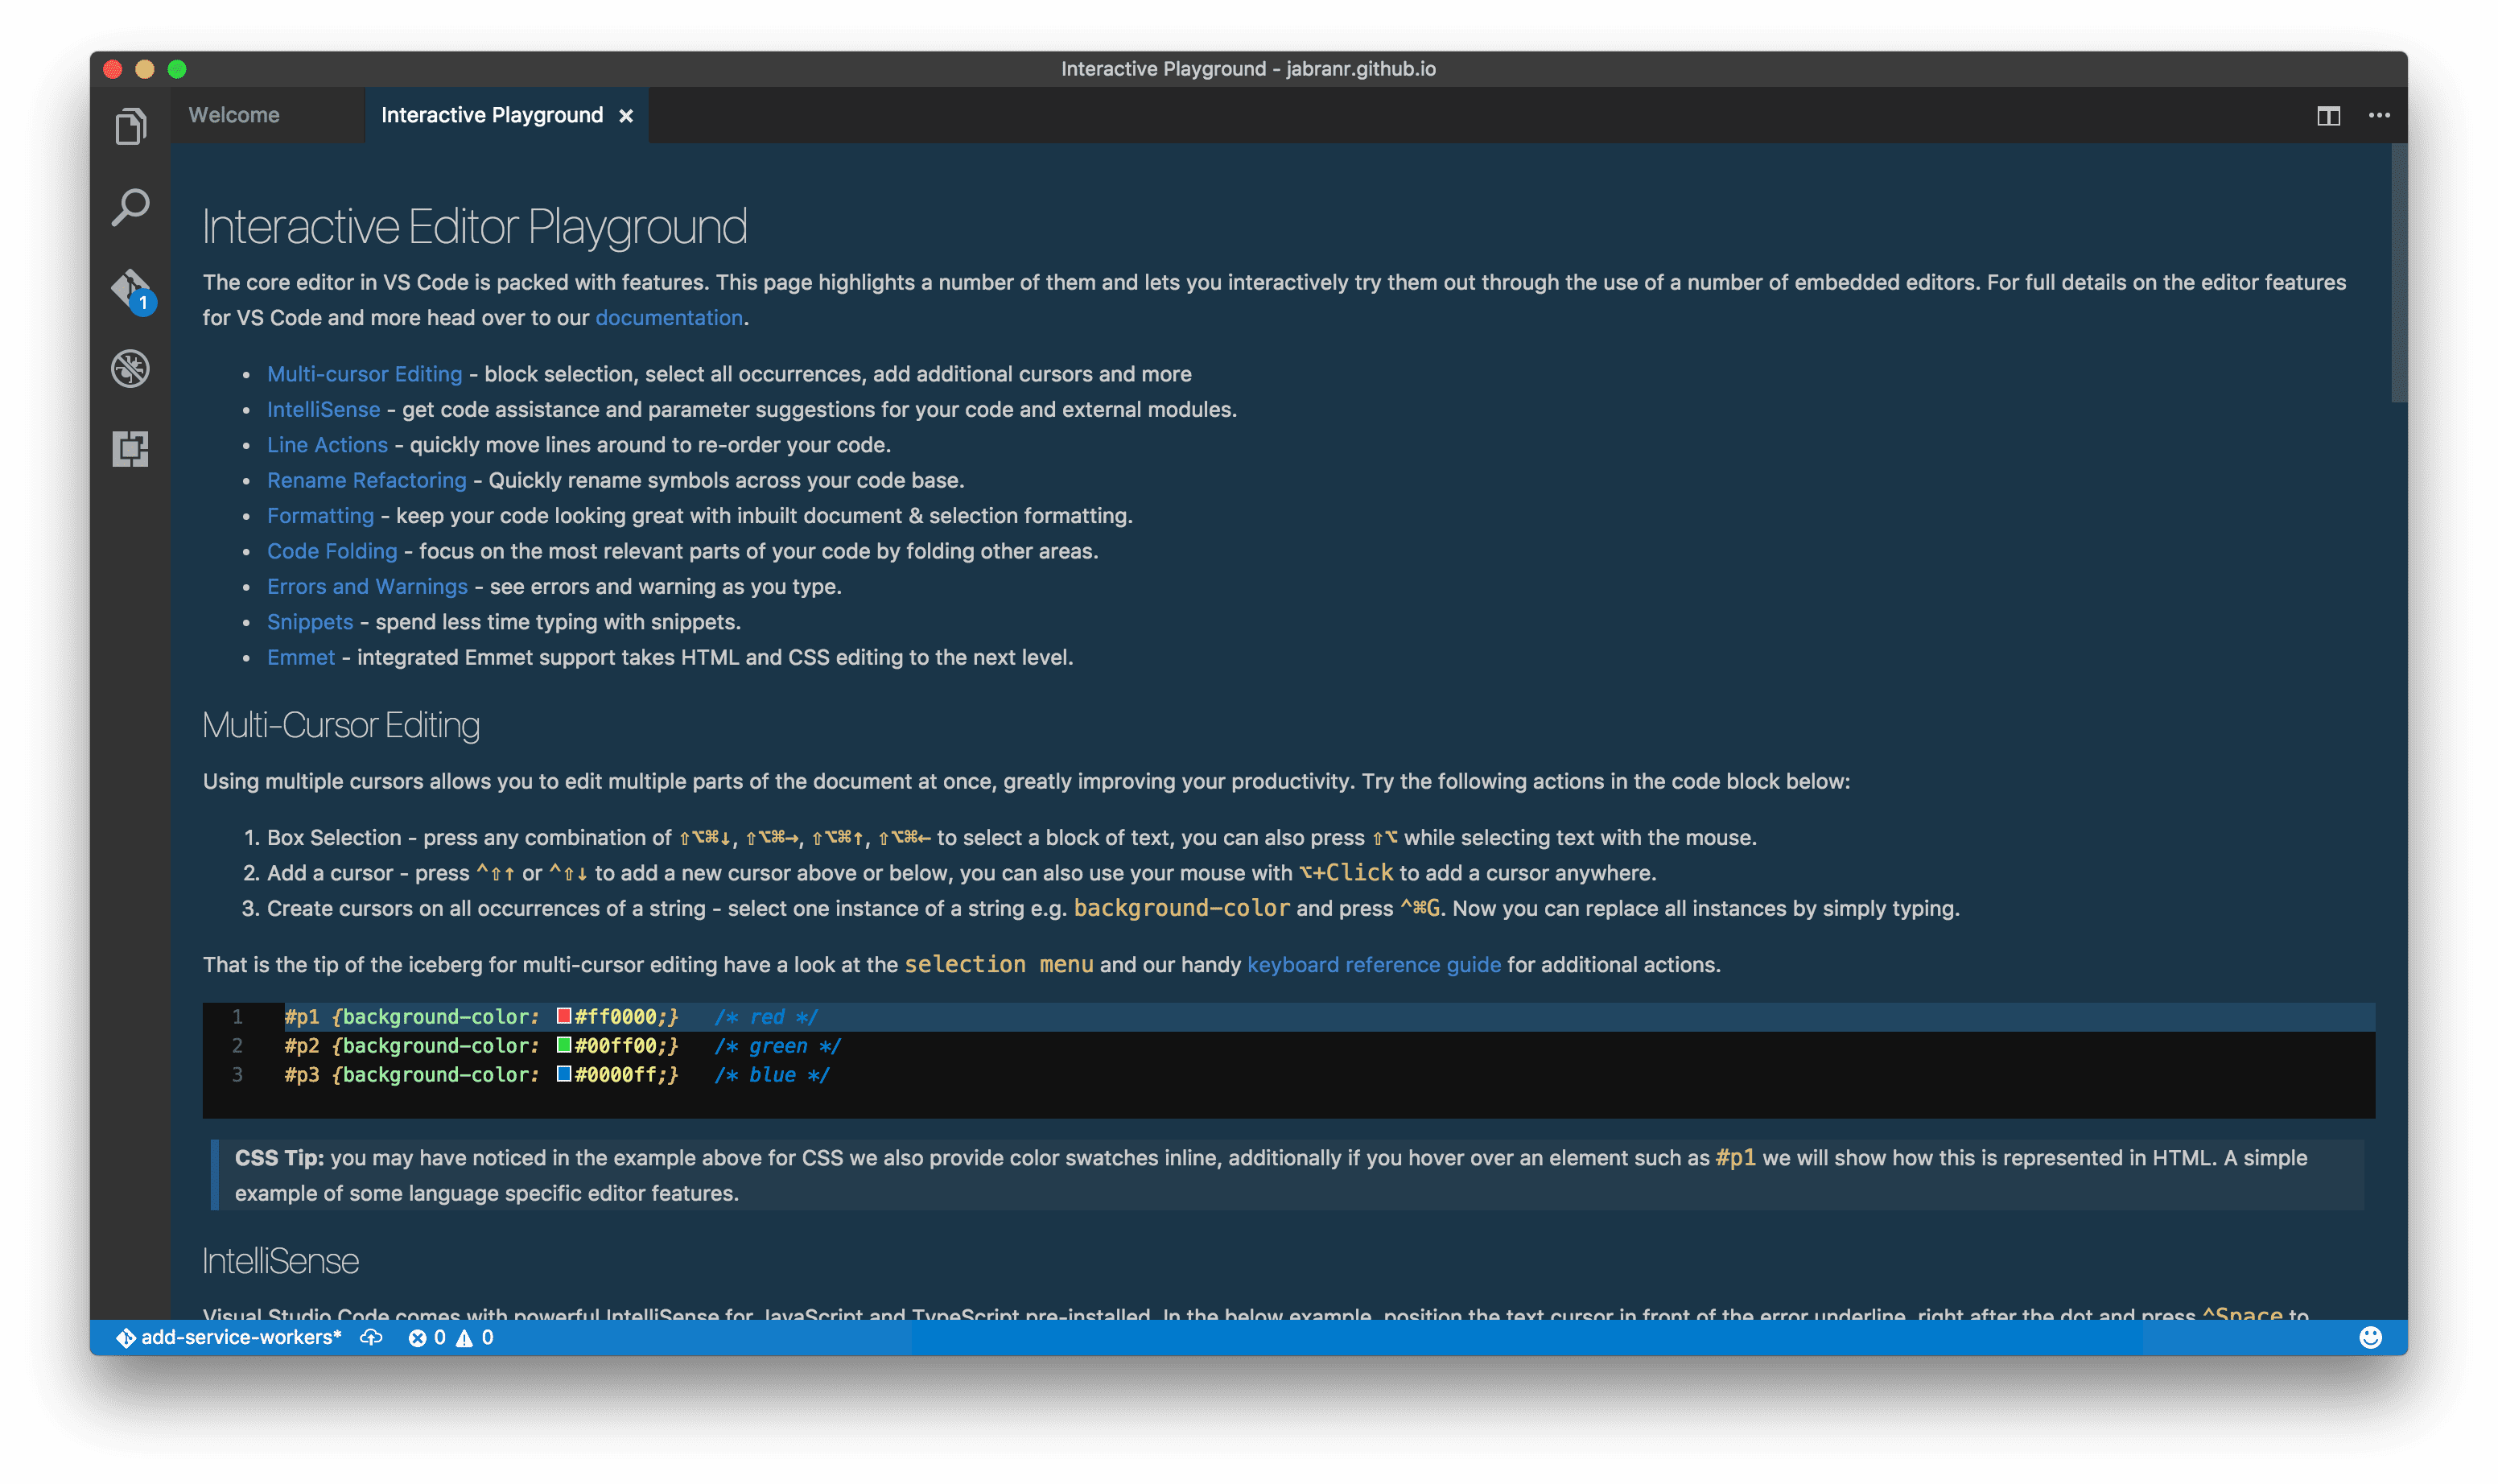 Interactive Playground - jabranr.github.io
Welcome
Interactive Playground ×
1
Interactive Editor Playground
The core editor in VS Code is packed with features. This page highlights a number of them and lets you interactively try them out through the use of a number of embedded editors. For full details on the editor features
for VS Code and more head over to our documentation.
• Multi-cursor Editing - block selection, select all occurrences, add additional cursors and more
• IntelliSense - get code assistance and parameter suggestions for your code and external modules.
• Line Actions - quickly move lines around to re-order your code.
• Rename Refactoring - Quickly rename symbols across your code base.
• Formatting - keep your code looking great with inbuilt document & selection formatting.
• Code Folding - focus on the most relevant parts of your code by folding other areas.
• Errors and Warnings - see errors and warning as you type.
• Snippets - spend less time typing with snippets.
• Emmet - integrated Emmet support takes HTML and CSS editing to the next level.
Multi-Cursor Editing
Using multiple cursors allows you to edit multiple parts of the document at once, greatly improving your productivity. Try the following actions in the code block below:
1. Box Selection - press any combination of ⇧⌥⌘↓, ⇧⌥⌘→, ⇧⌥⌘↑, ⇧⌥⌘← to select a block of text, you can also press ⇧⌥ while selecting text with the mouse.
2. Add a cursor - press ^⇧↑ or ^⇧↓ to add a new cursor above or below, you can also use your mouse with ⌥+Click to add a cursor anywhere.
3. Create cursors on all occurrences of a string - select one instance of a string e.g. background-color and press ^⌘G. Now you can replace all instances by simply typing.
That is the tip of the iceberg for multi-cursor editing have a look at the selection menu and our handy keyboard reference guide for additional actions.
1 #p1 {background-color: #ff0000;} /* red */
2 #p2 {background-color: #00ff00;} /* green */
3 #p3 {background-color: #0000ff;} /* blue */
CSS Tip: you may have noticed in the example above for CSS we also provide color swatches inline, additionally if you hover over an element such as #p1 we will show how this is represented in HTML. A simple
example of some language specific editor features.
IntelliSense
Visual Studio Code comes with powerful IntelliSense for JavaScript and TypeScript pre-installed. In the below example, position the text cursor in front of the error underline, right after the dot and press ^Space to
add-service-workers* 0 0